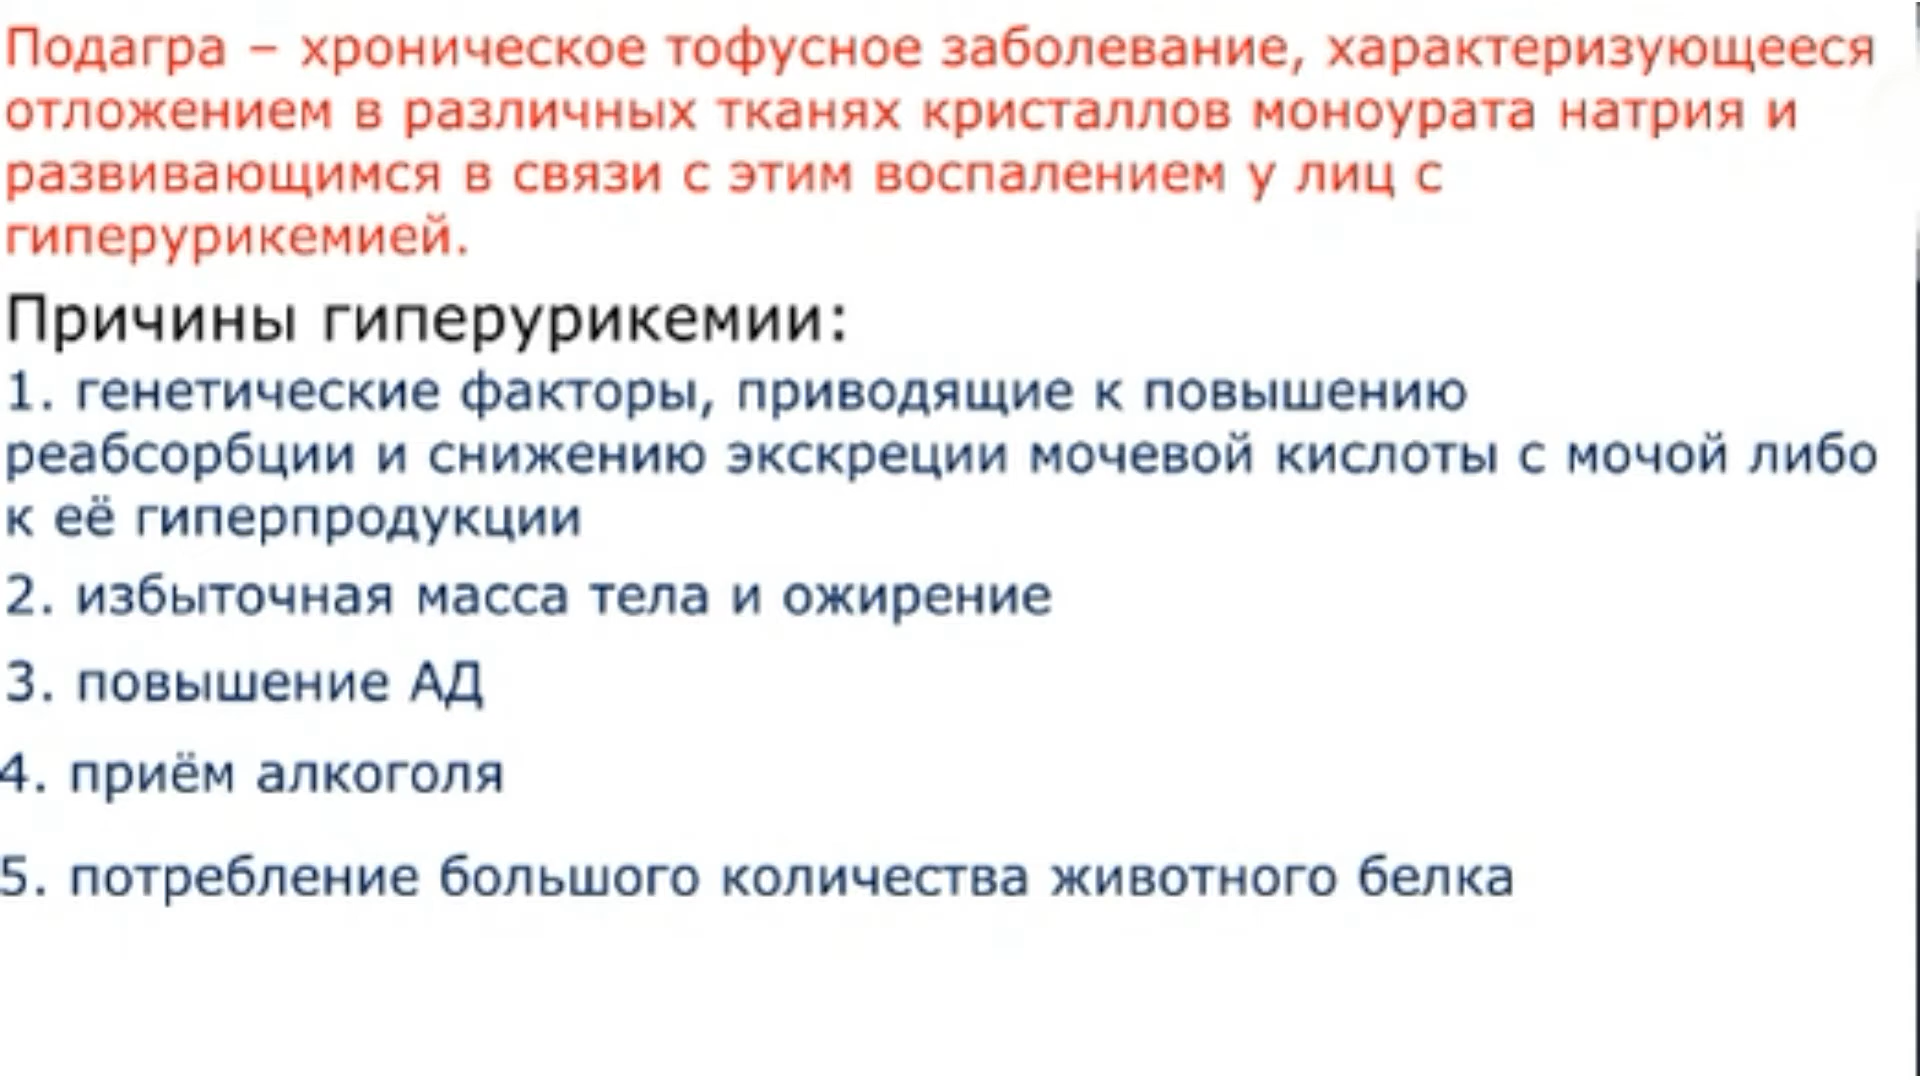 Подагра – хроническое тофусное заболевание, характеризующееся
отложением в различных тканях кристаллов моноурата натрия и
развивающимся в связи с этим воспалением у лиц с
гиперурикемией.
Причины гиперурикемии:
1. генетические факторы, приводящие к повышению
реабсорбции и снижению экскреции мочевой кислоты с мочой либо
к её гиперпродукции
2. избыточная масса тела и ожирение
3. повышение АД
4. приём алкоголя
5. потребление большого количества животного белка